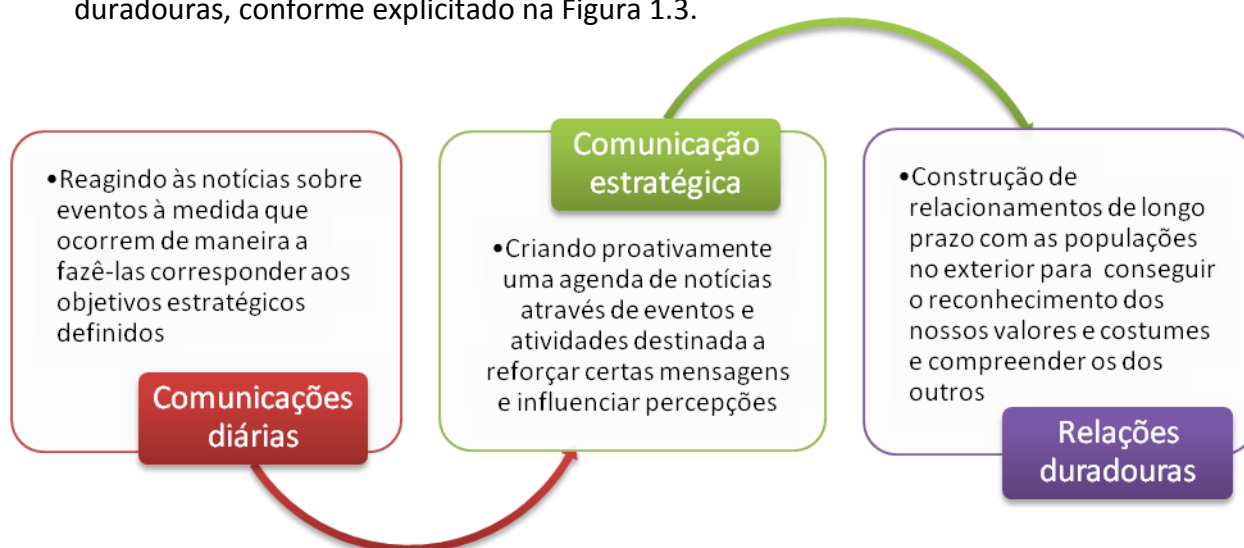 duradouras, conforme explicitado na Figura 1.3.
•Reagindo às notícias sobre
eventos à medida que
ocorrem de maneira a
fazê-las corresponder aos
objetivos estratégicos
definidos
Comunicações
diárias
Comunicação
estratégica
•Criando proativamente
uma agenda de notícias
através de eventos e
atividades destinada a
reforçar certas mensagens
e influenciar percepções
•Construção de
relacionamentos de longo
prazo com as populações
no exterior para conseguir
o reconhecimento dos
nossos valores e costumes
e compreender os dos
outros
Relações
duradouras